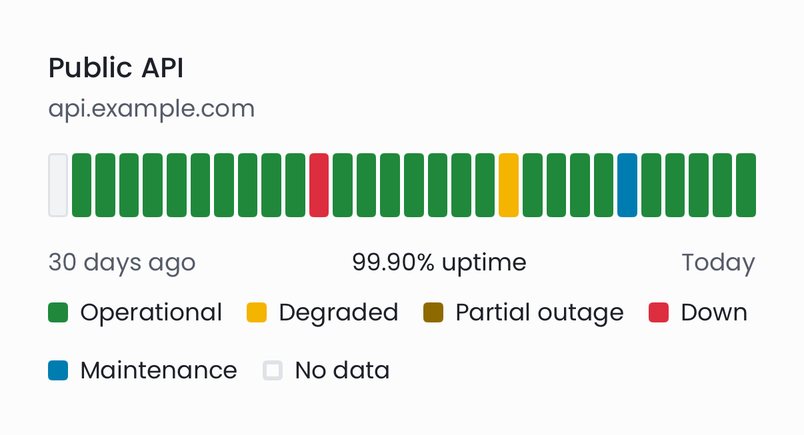 Public API
api.example.com
30 days ago 99.90% uptime Today
Operational Degraded Partial outage Down
Maintenance No data